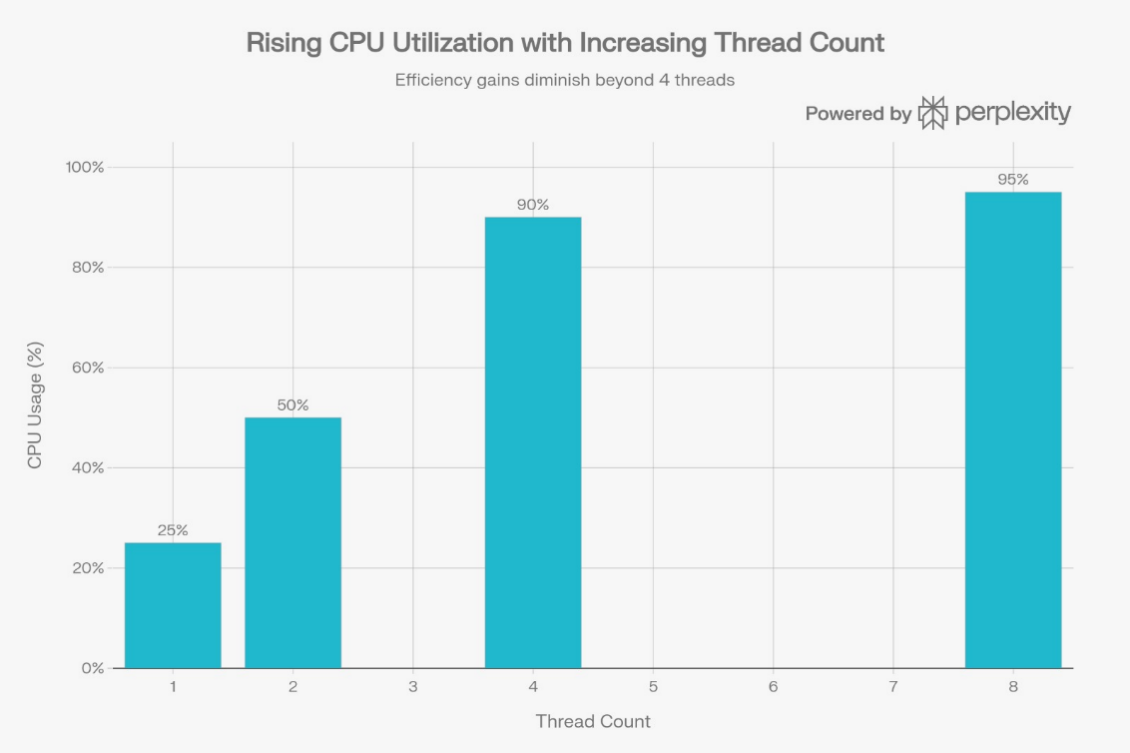 Rising CPU Utilization with Increasing Thread Count
Efficiency gains diminish beyond 4 threads
Powered by perplexity
100%
80%
60%
40%
20%
0%
CPU Usage (%)
25%
50%
90%
95%
1 2 3 4 5 6 7 8
Thread Count